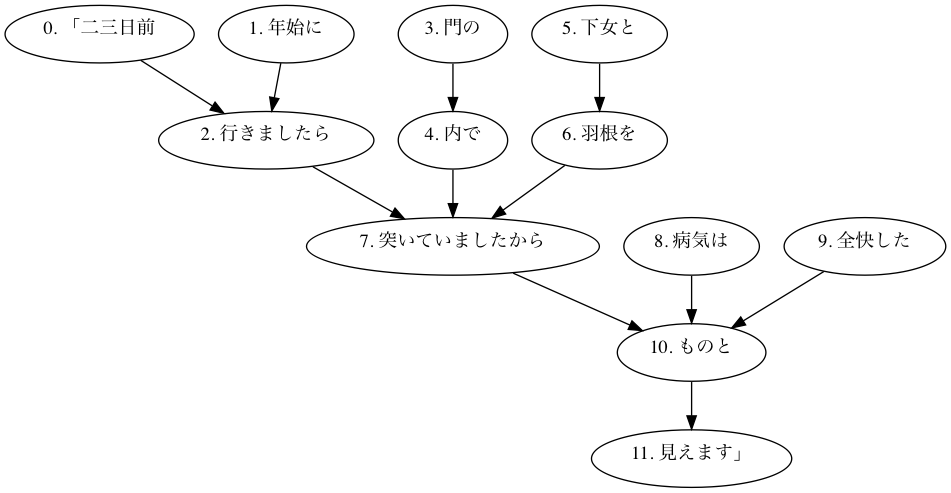 0. 「二三日前
1. 年始に
3. 門の
5. 下女と
2. 行きましたら
4. 内で
6. 羽根を
7. 突いていましたから
8. 病気は
9. 全快した
10. ものと
11. 見えます」